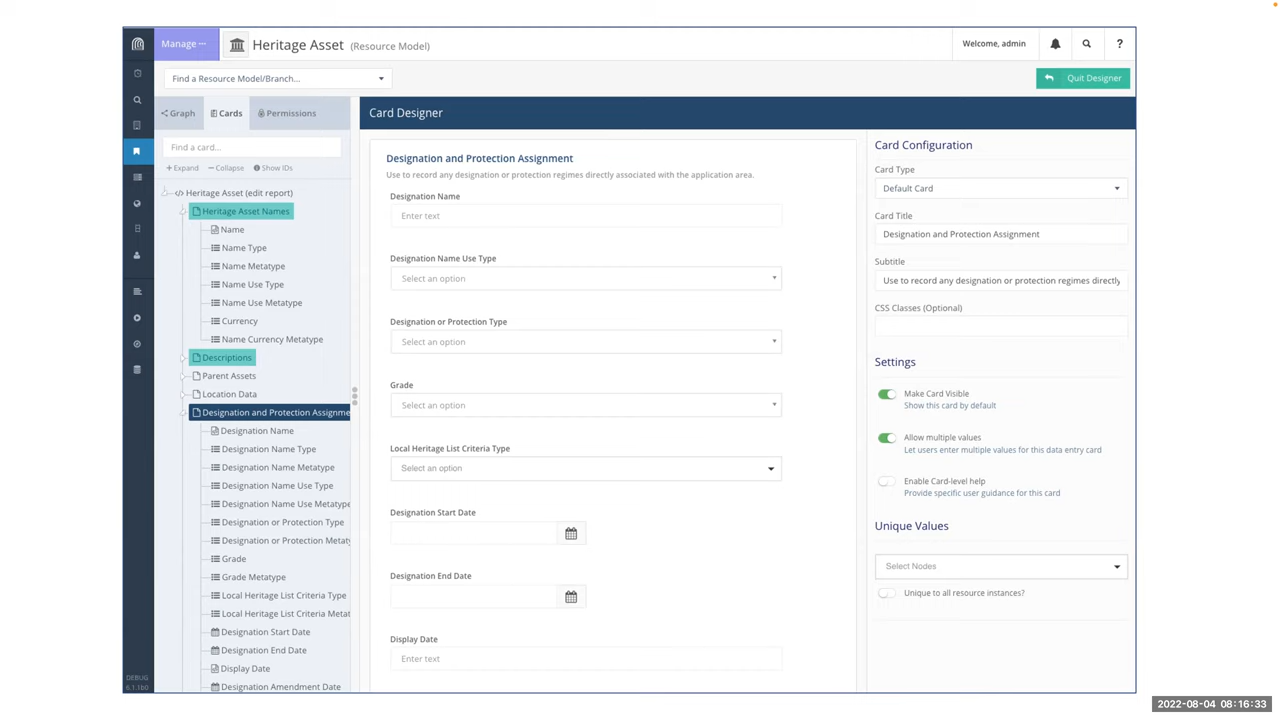 Manage ···
Heritage Asset (Resource Model)
Welcome, admin
?
Find a Resource Model/Branch...
Quit Designer
Graph
Cards
Permissions
Find a card...
+ Expand
− Collapse
Show IDs
</> Heritage Asset (edit report)
Heritage Asset Names
Name
Name Type
Name Metatype
Name Use Type
Name Use Metatype
Currency
Name Currency Metatype
Descriptions
Parent Assets
Location Data
Designation and Protection Assignme
Designation Name
Designation Name Type
Designation Name Metatype
Designation Name Use Type
Designation Name Use Metatype
Designation or Protection Type
Designation or Protection Metaty
Grade
Grade Metatype
Local Heritage List Criteria Type
Local Heritage List Criteria Metat
Designation Start Date
Designation End Date
Display Date
Designation Amendment Date
DEBUG
6.1.1b0
Card Designer
Designation and Protection Assignment
Use to record any designation or protection regimes directly associated with the application area.
Designation Name
Enter text
Designation Name Use Type
Select an option
Designation or Protection Type
Select an option
Grade
Select an option
Local Heritage List Criteria Type
Select an option
Designation Start Date
Designation End Date
Display Date
Enter text
Card Configuration
Card Type
Default Card
Card Title
Designation and Protection Assignment
Subtitle
Use to record any designation or protection regimes directly
CSS Classes (Optional)
Settings
Make Card Visible
Show this card by default
Allow multiple values
Let users enter multiple values for this data entry card
Enable Card-level help
Provide specific user guidance for this card
Unique Values
Select Nodes
Unique to all resource instances?
2022-08-04 08:16:33